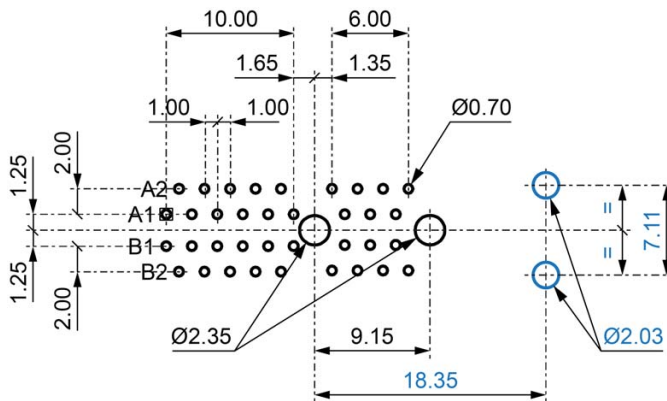 10.00
6.00
1.65
1.35
1.00
1.00
Ø0.70
2.00
1.25
A2
A1
B1
B2
1.25
2.00
=
=
7.11
Ø2.35
9.15
Ø2.03
18.35